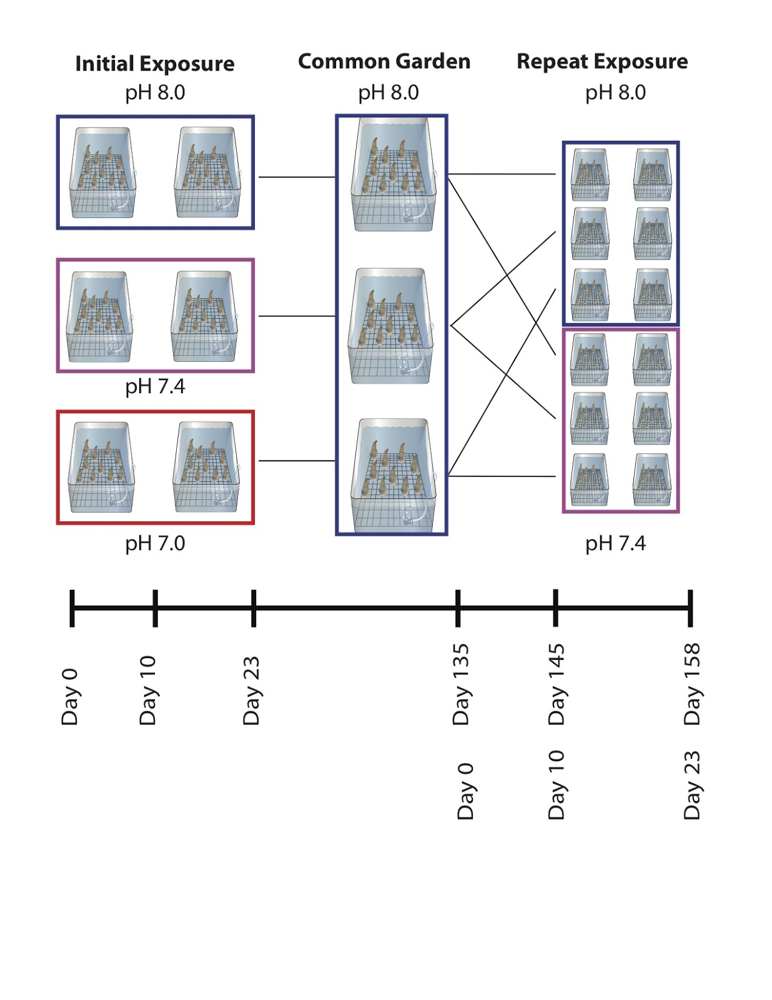 Initial Exposure
pH 8.0
Common Garden
pH 8.0
Repeat Exposure
pH 8.0
pH 7.4
pH 7.0
pH 7.4
Day 0
Day 10
Day 23
Day 135
Day 145
Day 158
Day 0
Day 10
Day 23